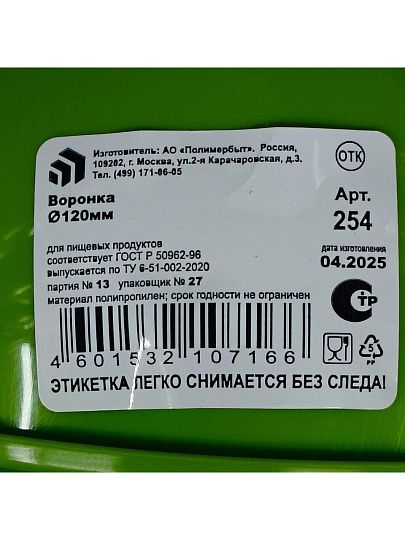 Изготовитель: АО «Полимербыт». Россия,
109202, г. Москва, ул.2-я Карачаровская, д.3.
Тел. (499) 171-66-05
ОТК
Воронка
Ø120мм
Арт.
254
для пищевых продуктов
соответствует ГОСТ Р 50962-96
выпускается по ТУ 6-51-002-2020
партия № 13 упаковщик № 27
материал полипропилен; срок годности не ограничен
дата изготовления
04.2025
СТР
4 601532 107166
5
PP
ЭТИКЕТКА ЛЕГКО СНИМАЕТСЯ БЕЗ СЛЕДА!